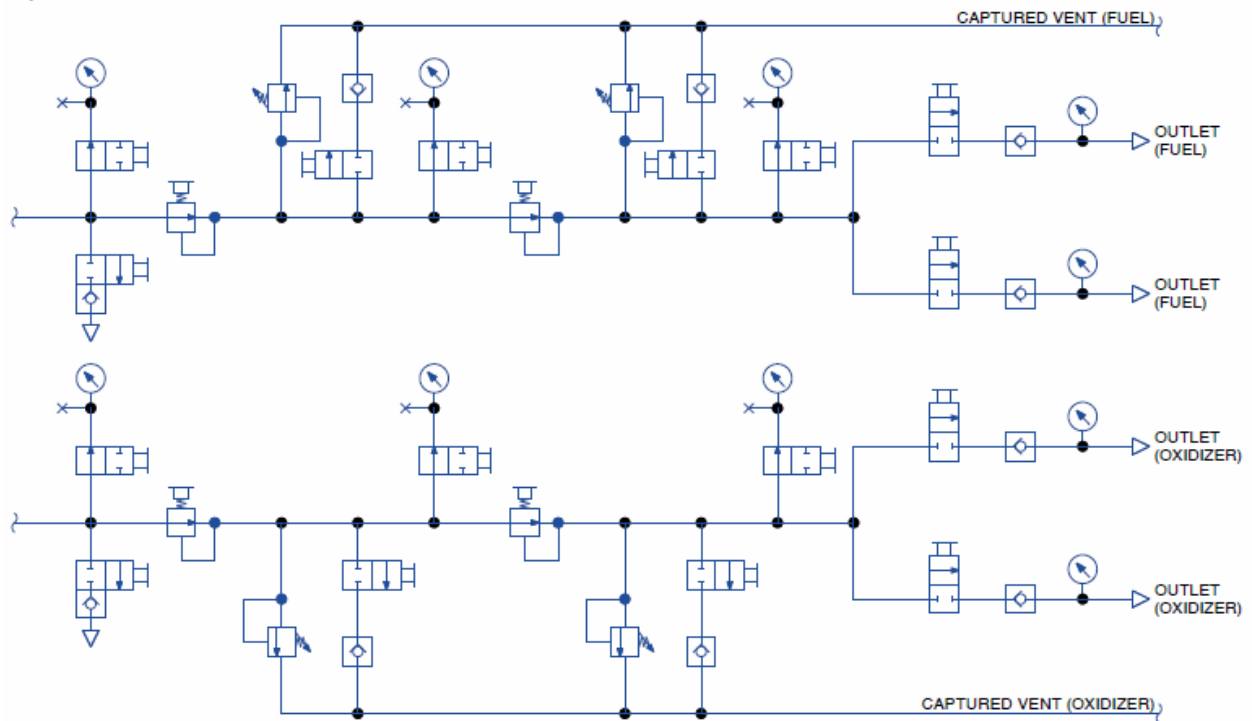 CAPTURED VENT (FUEL)
OUTLET
(FUEL)
OUTLET
(FUEL)
OUTLET
(OXIDIZER)
OUTLET
(OXIDIZER)
CAPTURED VENT (OXIDIZER)